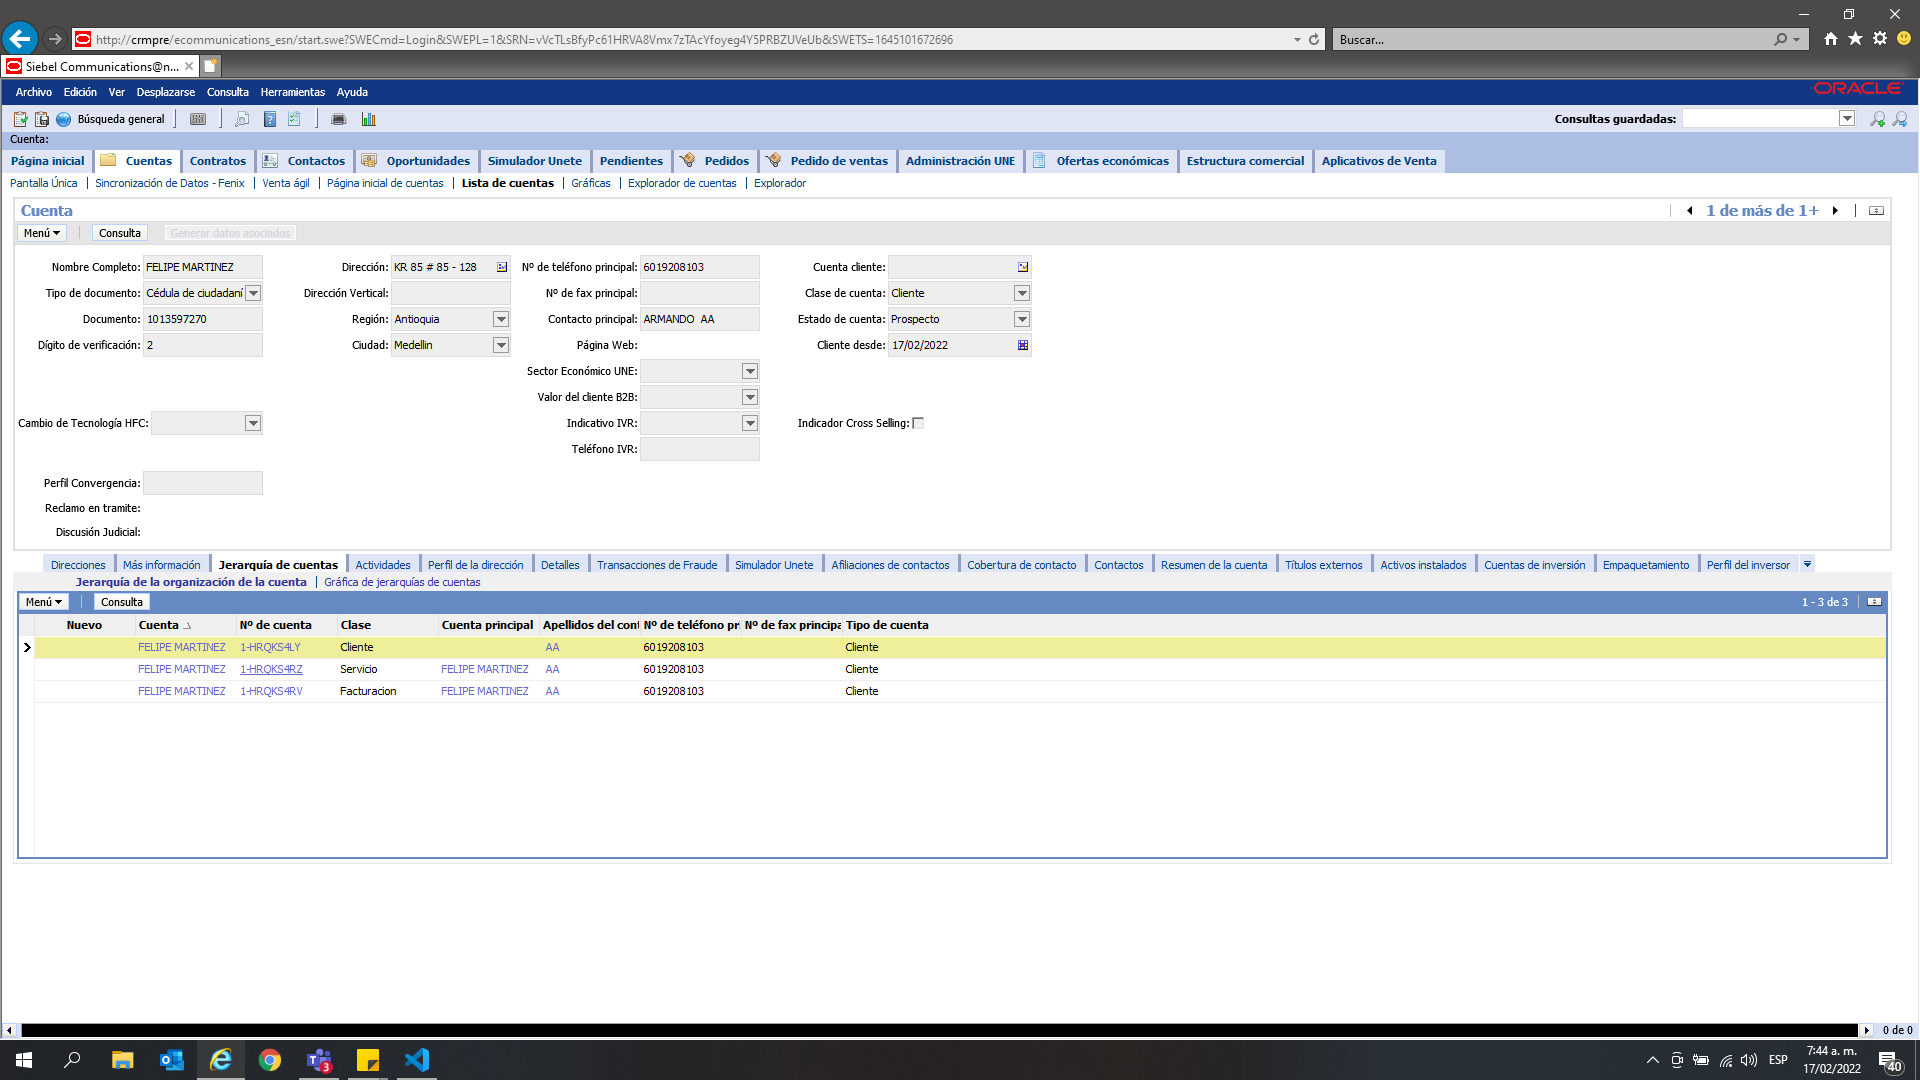 http://crmpre/ecommunications_esn/start.swe?SWECmd=Login&SWEPL=1&SRN=vVcTLsBfyPc61HRVA8Vmx7zTAcYfoyeg4Y5PRBZUVeUb&SWETS=1645101672696
Buscar...
Siebel Communications@n...
Archivo Edición Ver Desplazarse Consulta Herramientas Ayuda
ORACLE
Búsqueda general
Consultas guardadas:
Cuenta:
Página inicial Cuentas Contratos Contactos Oportunidades Simulador Unete Pendientes Pedidos Pedido de ventas Administración UNE Ofertas económicas Estructura comercial Aplicativos de Venta
Pantalla Única Sincronización de Datos - Fenix Venta ágil Página inicial de cuentas Lista de cuentas Gráficas Explorador de cuentas Explorador
Cuenta
1 de más de 1+
Menú Consulta Generar datos asociados
Nombre Completo: FELIPE MARTINEZ Dirección: KR 85 # 85 - 128 Nº de teléfono principal: 6019208103 Cuenta cliente:
Tipo de documento: Cédula de ciudadaní Dirección Vertical: Nº de fax principal: Clase de cuenta: Cliente
Documento: 1013597270 Región: Antioquia Contacto principal: ARMANDO AA Estado de cuenta: Prospecto
Dígito de verificación: 2 Ciudad: Medellin Página Web: Cliente desde: 17/02/2022
Sector Económico UNE:
Valor del cliente B2B:
Cambio de Tecnología HFC: Indicativo IVR: Indicador Cross Selling:
Teléfono IVR:
Perfil Convergencia:
Reclamo en tramite:
Discusión Judicial:
Direcciones Más información Jerarquía de cuentas Actividades Perfil de la dirección Detalles Transacciones de Fraude Simulador Unete Afiliaciones de contactos Cobertura de contacto Contactos Resumen de la cuenta Títulos externos Activos instalados Cuentas de inversión Empaquetamiento Perfil del inversor
Jerarquía de la organización de la cuenta Gráfica de jerarquías de cuentas
Menú Consulta 1 - 3 de 3
Nuevo Cuenta Nº de cuenta Clase Cuenta principal Apellidos del cont Nº de teléfono pr Nº de fax principa Tipo de cuenta
FELIPE MARTINEZ 1-HRQKS4LY Cliente AA 6019208103 Cliente
FELIPE MARTINEZ 1-HRQKS4RZ Servicio FELIPE MARTINEZ AA 6019208103 Cliente
FELIPE MARTINEZ 1-HRQKS4RV Facturacion FELIPE MARTINEZ AA 6019208103 Cliente
0 de 0
3
ESP
7:44 a. m.
17/02/2022
40